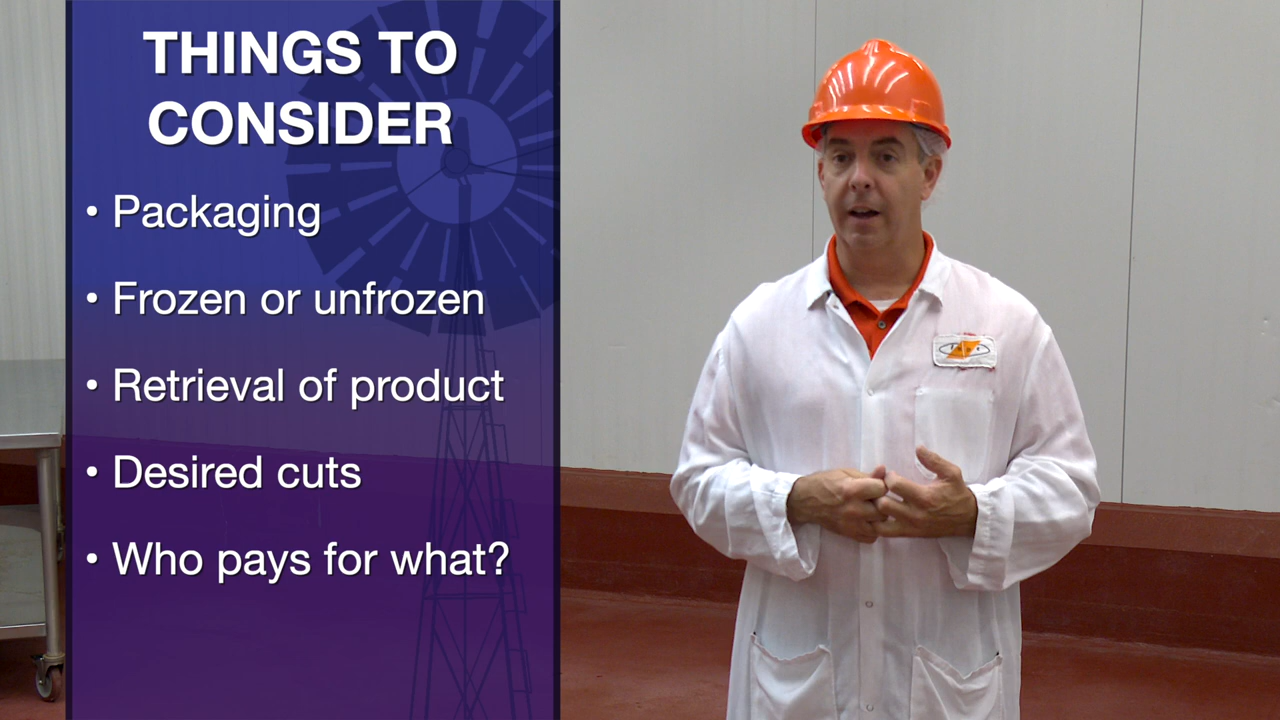 THINGS TO
CONSIDER
• Packaging
• Frozen or unfrozen
• Retrieval of product
• Desired cuts
• Who pays for what?